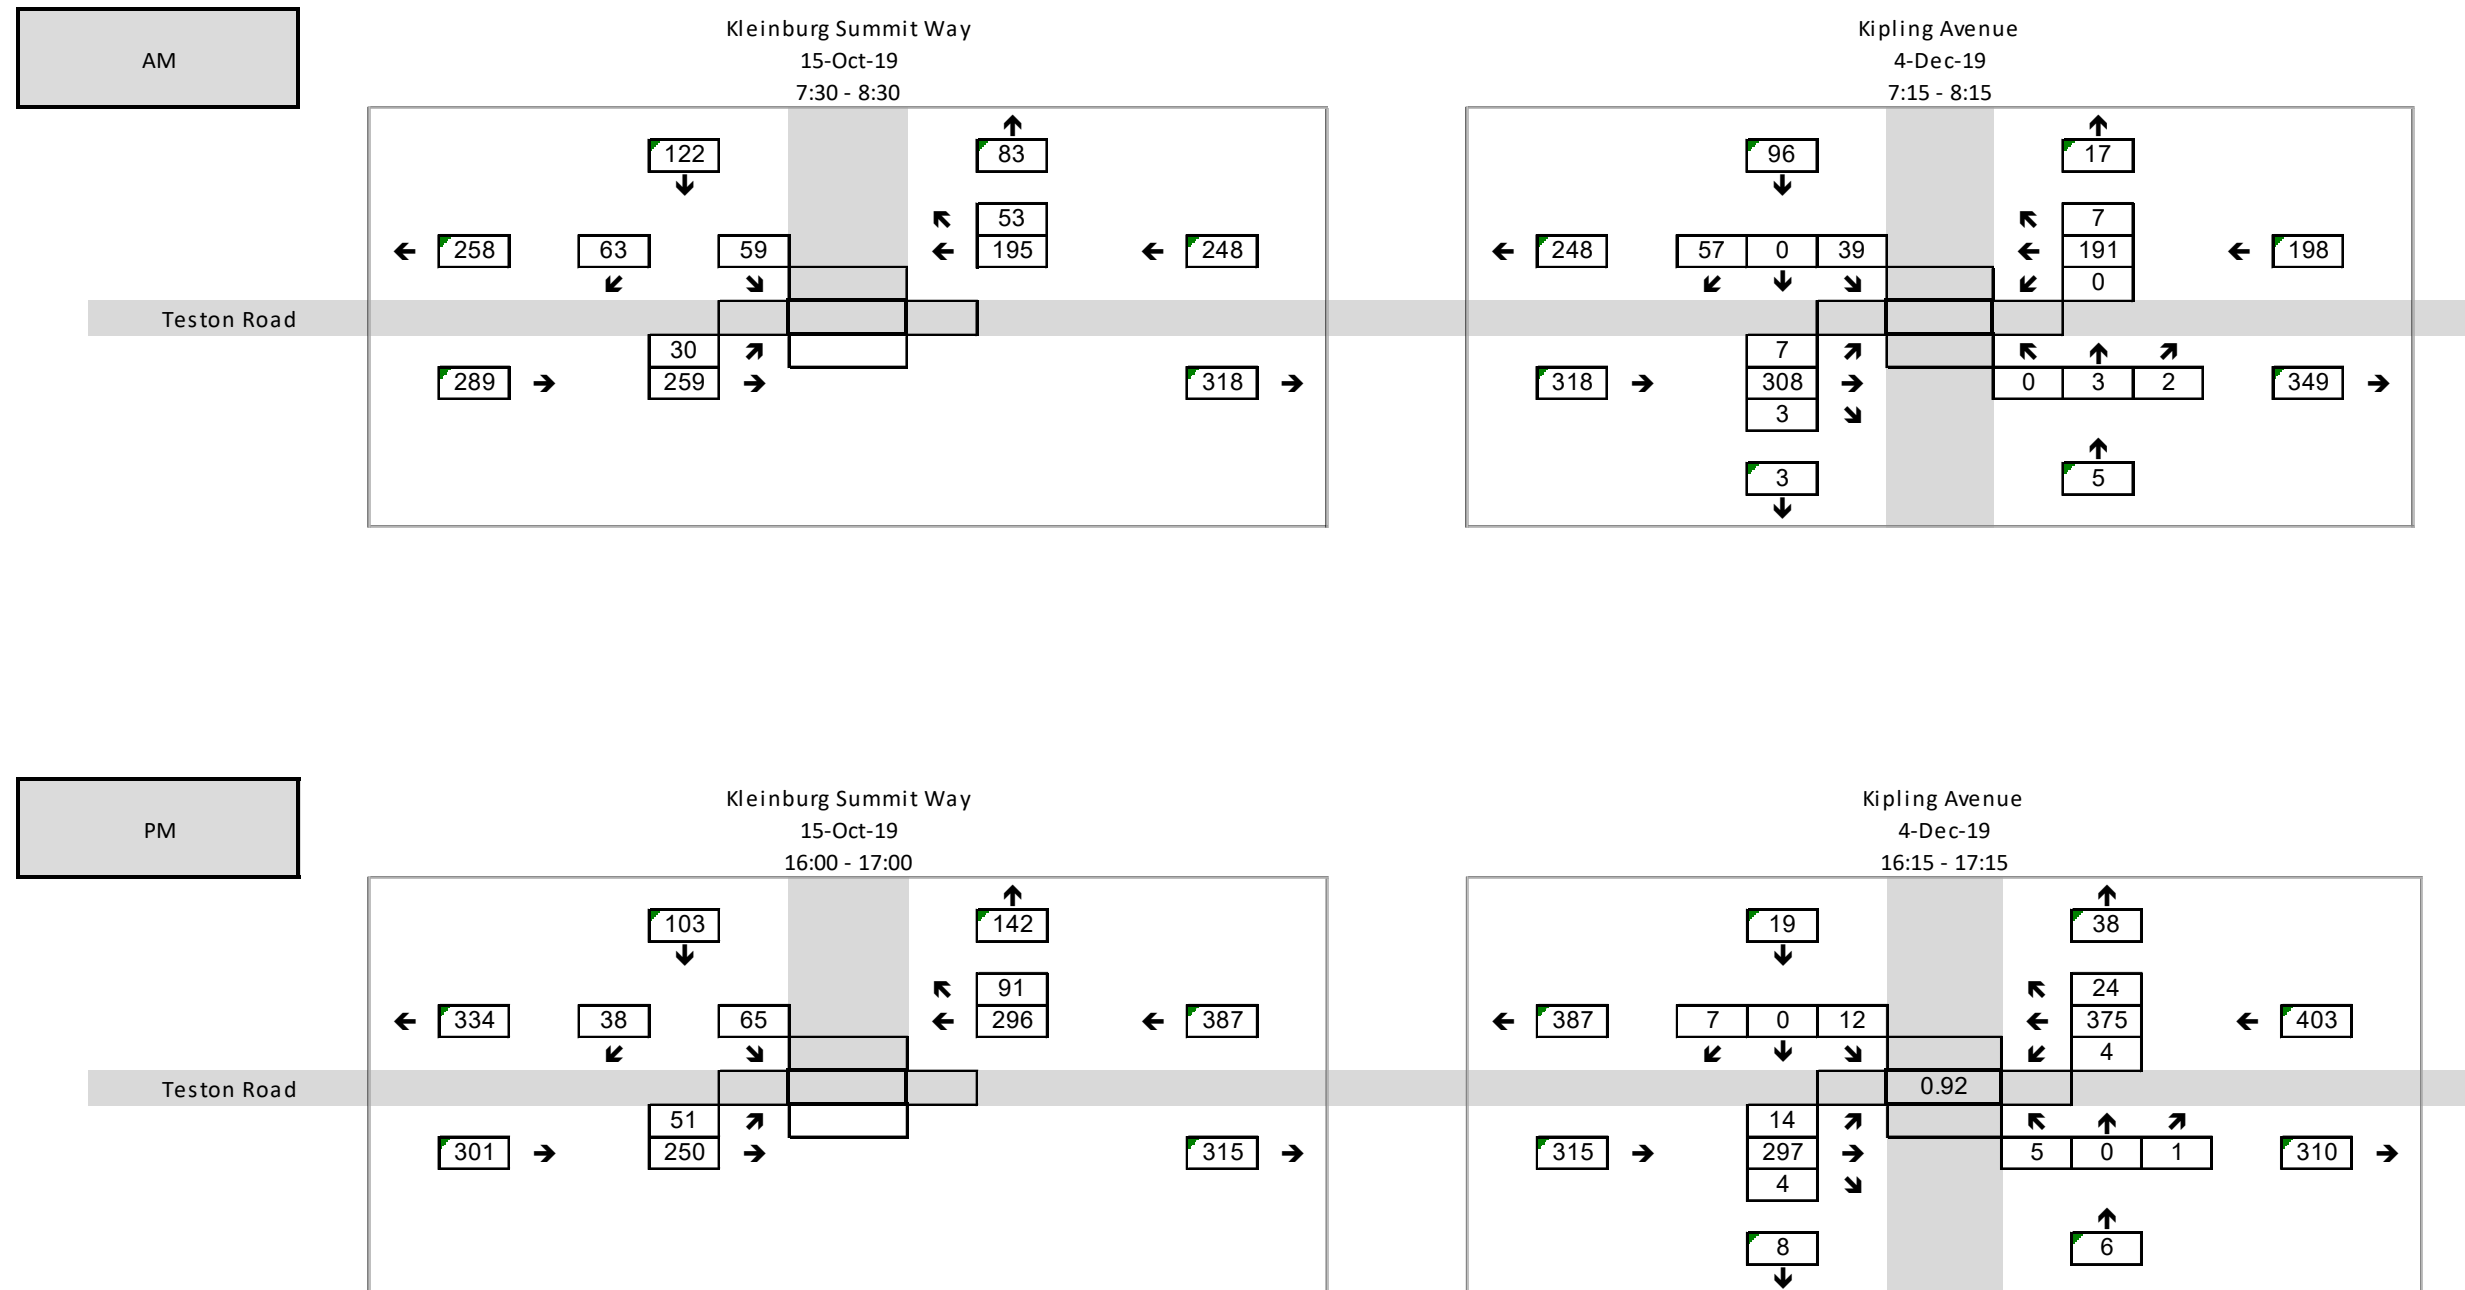 AM
Kleinburg Summit Way
15-Oct-19
7:30 - 8:30
122
83
53
258
63
59
195
248
30
289
259
318
Kipling Avenue
4-Dec-19
7:15 - 8:15
96
17
7
248
57 0 39
191
198
0
7
318
308
0 3 2
349
3
3
5
Teston Road
PM
Kleinburg Summit Way
15-Oct-19
16:00 - 17:00
103
142
91
334
38
65
296
387
51
301
250
315
Kipling Avenue
4-Dec-19
16:15 - 17:15
19
38
24
387
7 0 12
375
403
4
0.92
14
315
297
5 0 1
310
4
8
6
Teston Road